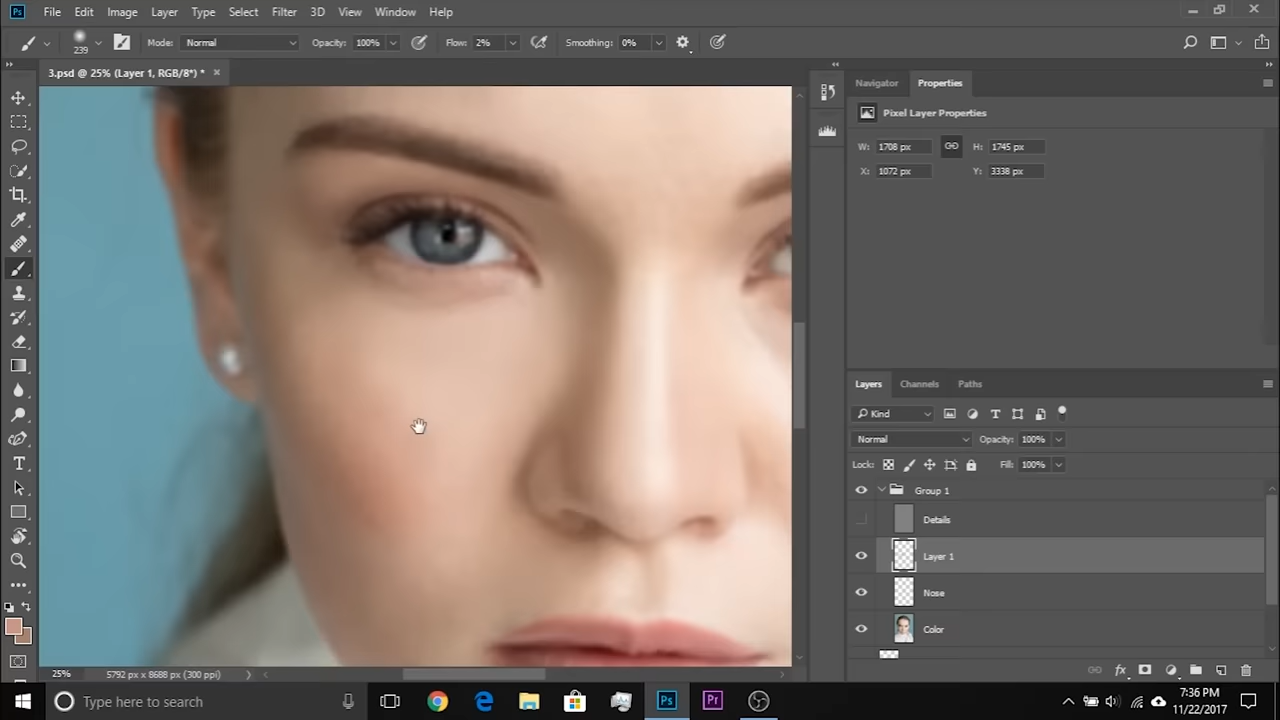 Ps File Edit Image Layer Type Select Filter 3D View Window Help
239 Mode: Normal Opacity: 100% Flow: 2% Smoothing: 0%
3.psd @ 25% (Layer 1, RGB/8*) * ×
Navigator Properties
Pixel Layer Properties
W: 1708 px H: 1745 px
X: 1072 px Y: 3338 px
Layers Channels Paths
Kind
Normal Opacity: 100%
Lock: Fill: 100%
Group 1
Details
Layer 1
Nose
Color
25% 5792 px x 8688 px (300 ppi)
Type here to search
Ps Pr
7:36 PM
11/22/2017